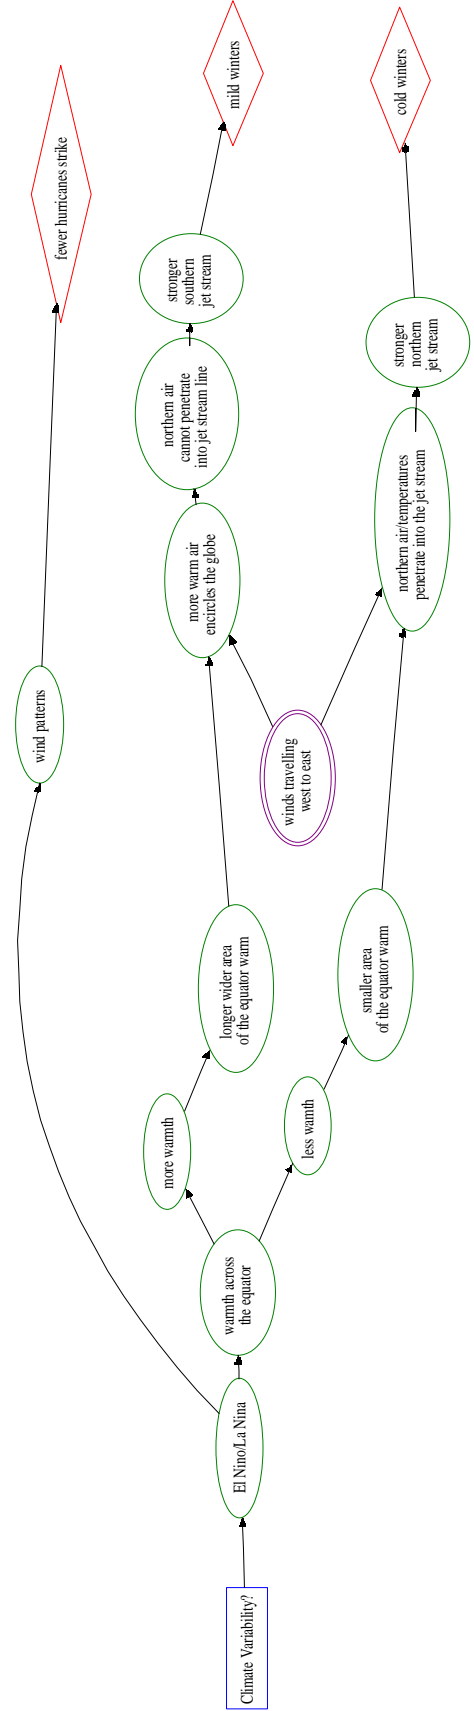 Climate Variability?
El Nino/La Nina
warmth across
the equator
more warmth
less wamth
longer wider area
of the equator warm
smaller area
of the equator warm
winds travelling
west to east
wind patterns
more warm air
encircles the globe
northern air/temperatures
penetrate into the jet stream
northern air
cannot penetrate
into jet stream line
stronger
northern
jet stream
stronger
southern
jet stream
fewer hurricanes strike
mild winters
cold winters